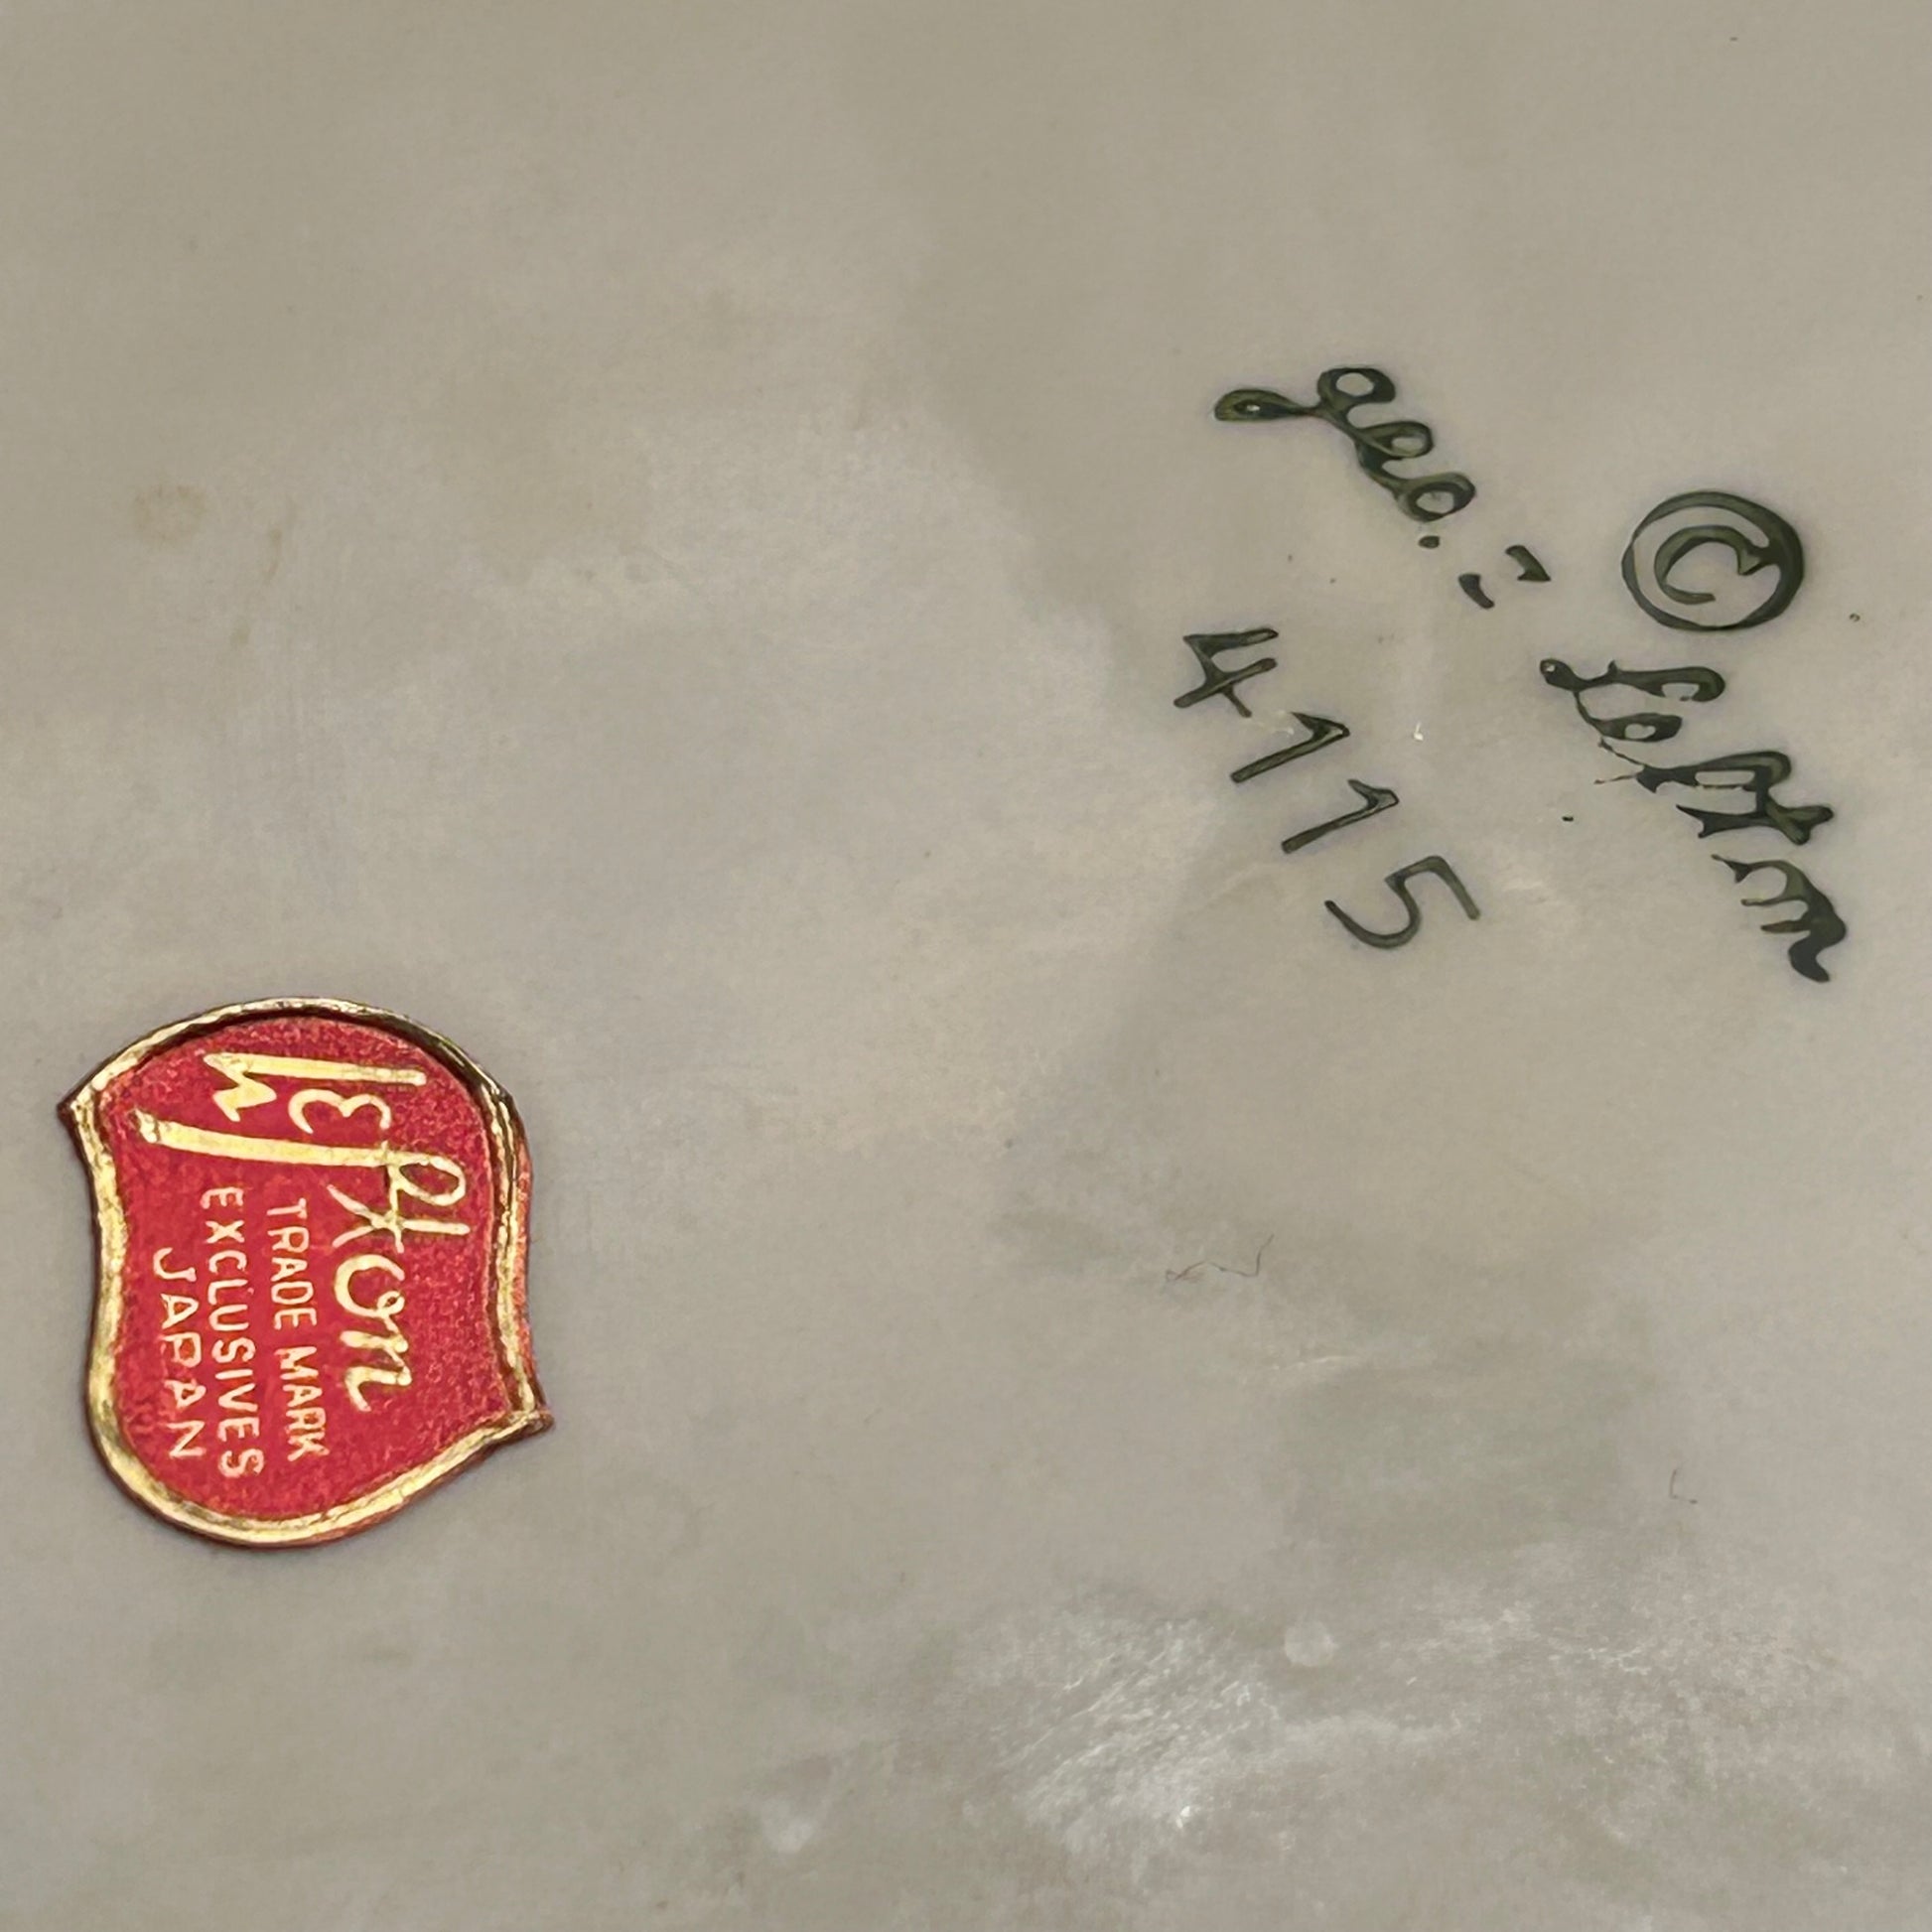 © Lefton
geo. Z
4115
Lefton
TRADE MARK
EXCLUSIVES
JAPAN